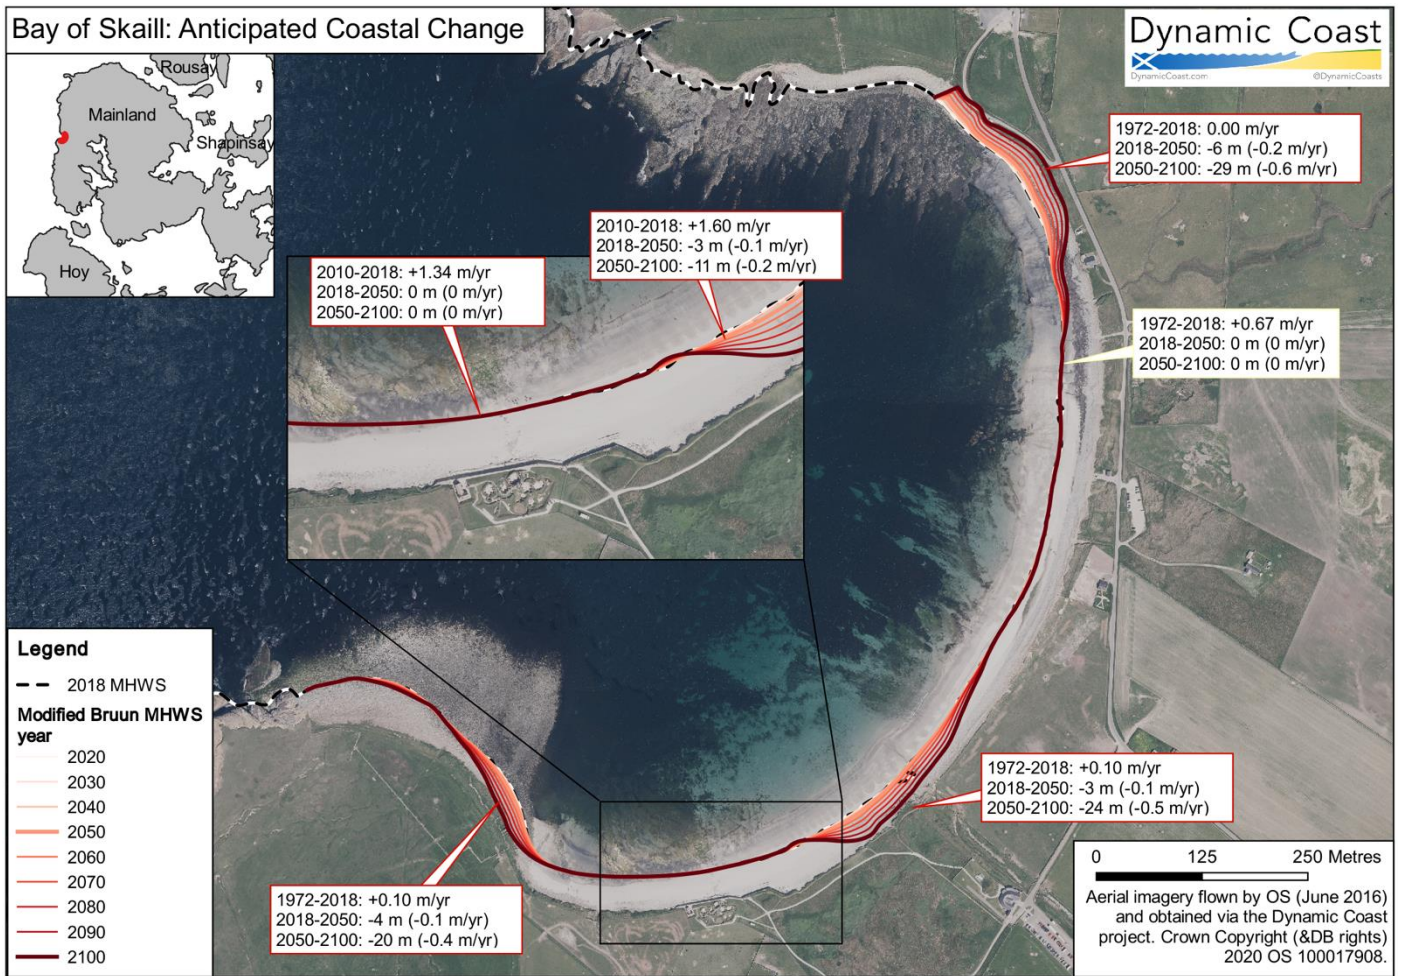 Bay of Skaill: Anticipated Coastal Change
Rousay
Mainland
Shapinsay
Hoy
Dynamic Coast
DynamicCoast.com
@DynamicCoasts
1972-2018: 0.00 m/yr
2018-2050: -6 m (-0.2 m/yr)
2050-2100: -29 m (-0.6 m/yr)
2010-2018: +1.60 m/yr
2018-2050: -3 m (-0.1 m/yr)
2050-2100: -11 m (-0.2 m/yr)
2010-2018: +1.34 m/yr
2018-2050: 0 m (0 m/yr)
2050-2100: 0 m (0 m/yr)
1972-2018: +0.67 m/yr
2018-2050: 0 m (0 m/yr)
2050-2100: 0 m (0 m/yr)
Legend
2018 MHWS
Modified Bruun MHWS
year
2020
2030
2040
2050
2060
2070
2080
2090
2100
1972-2018: +0.10 m/yr
2018-2050: -4 m (-0.1 m/yr)
2050-2100: -20 m (-0.4 m/yr)
1972-2018: +0.10 m/yr
2018-2050: -3 m (-0.1 m/yr)
2050-2100: -24 m (-0.5 m/yr)
0 125 250 Metres
Aerial imagery flown by OS (June 2016)
and obtained via the Dynamic Coast
project. Crown Copyright (&DB rights)
2020 OS 100017908.